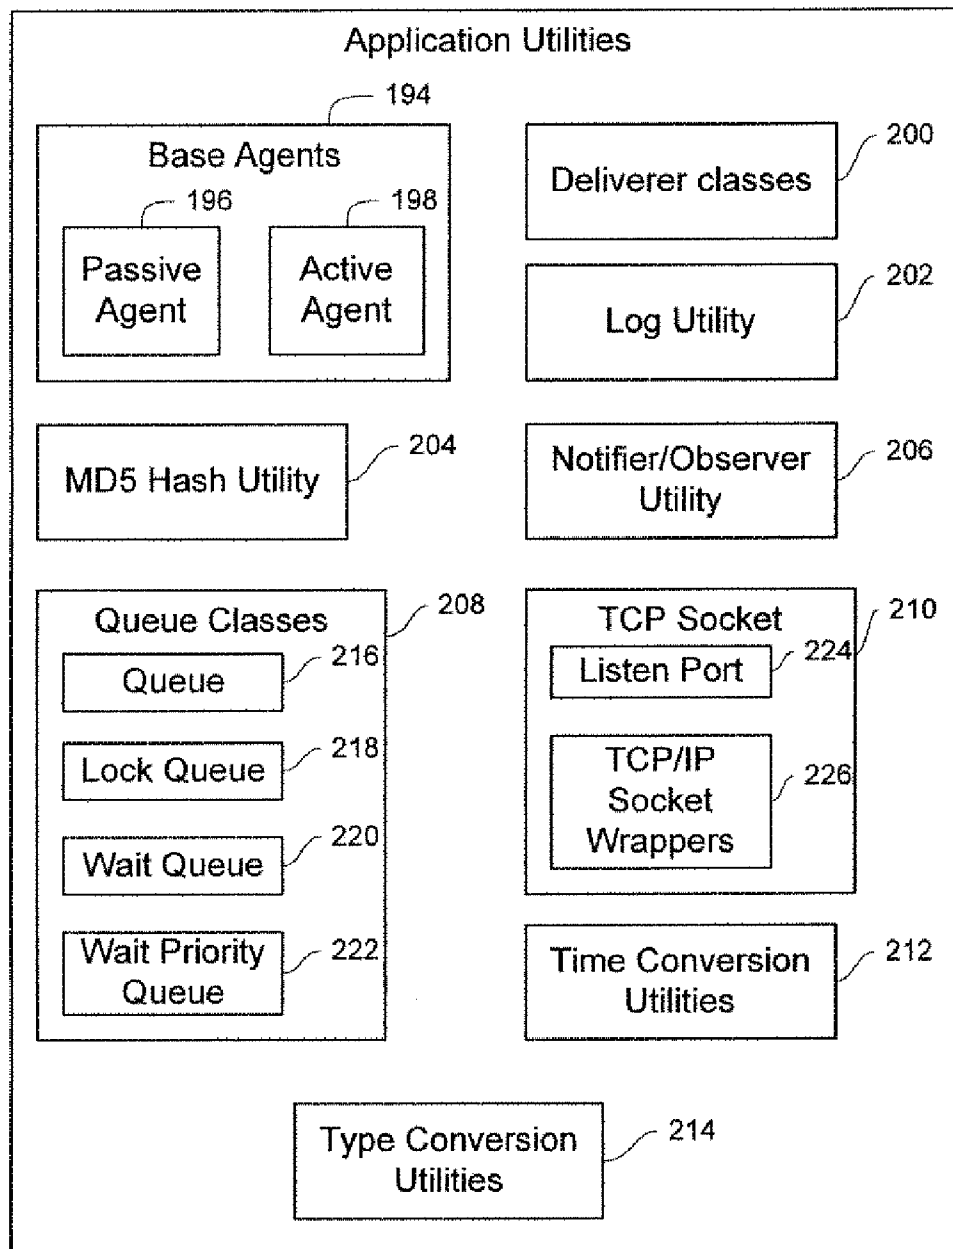 Application Utilities
194
Base Agents
196
Passive
Agent
198
Active
Agent
200
Deliverer classes
202
Log Utility
204
MD5 Hash Utility
206
Notifier/Observer
Utility
208
Queue Classes
216
Queue
218
Lock Queue
220
Wait Queue
222
Wait Priority
Queue
210
TCP Socket
224
Listen Port
226
TCP/IP
Socket
Wrappers
212
Time Conversion
Utilities
214
Type Conversion
Utilities